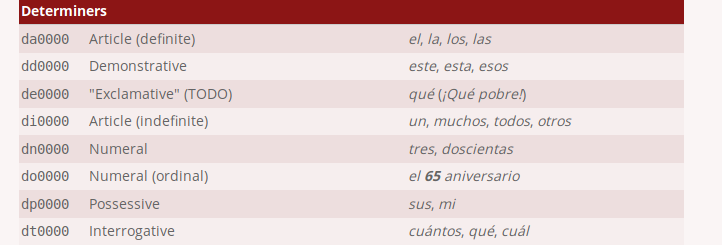 Determiners
da0000 Article (definite) el, la, los, las
dd0000 Demonstrative este, esta, esos
de0000 "Exclamative" (TODO) qué (¡Qué pobre!)
di0000 Article (indefinite) un, muchos, todos, otros
dn0000 Numeral tres, doscientas
do0000 Numeral (ordinal) el 65 aniversario
dp0000 Possessive sus, mi
dt0000 Interrogative cuántos, qué, cuál